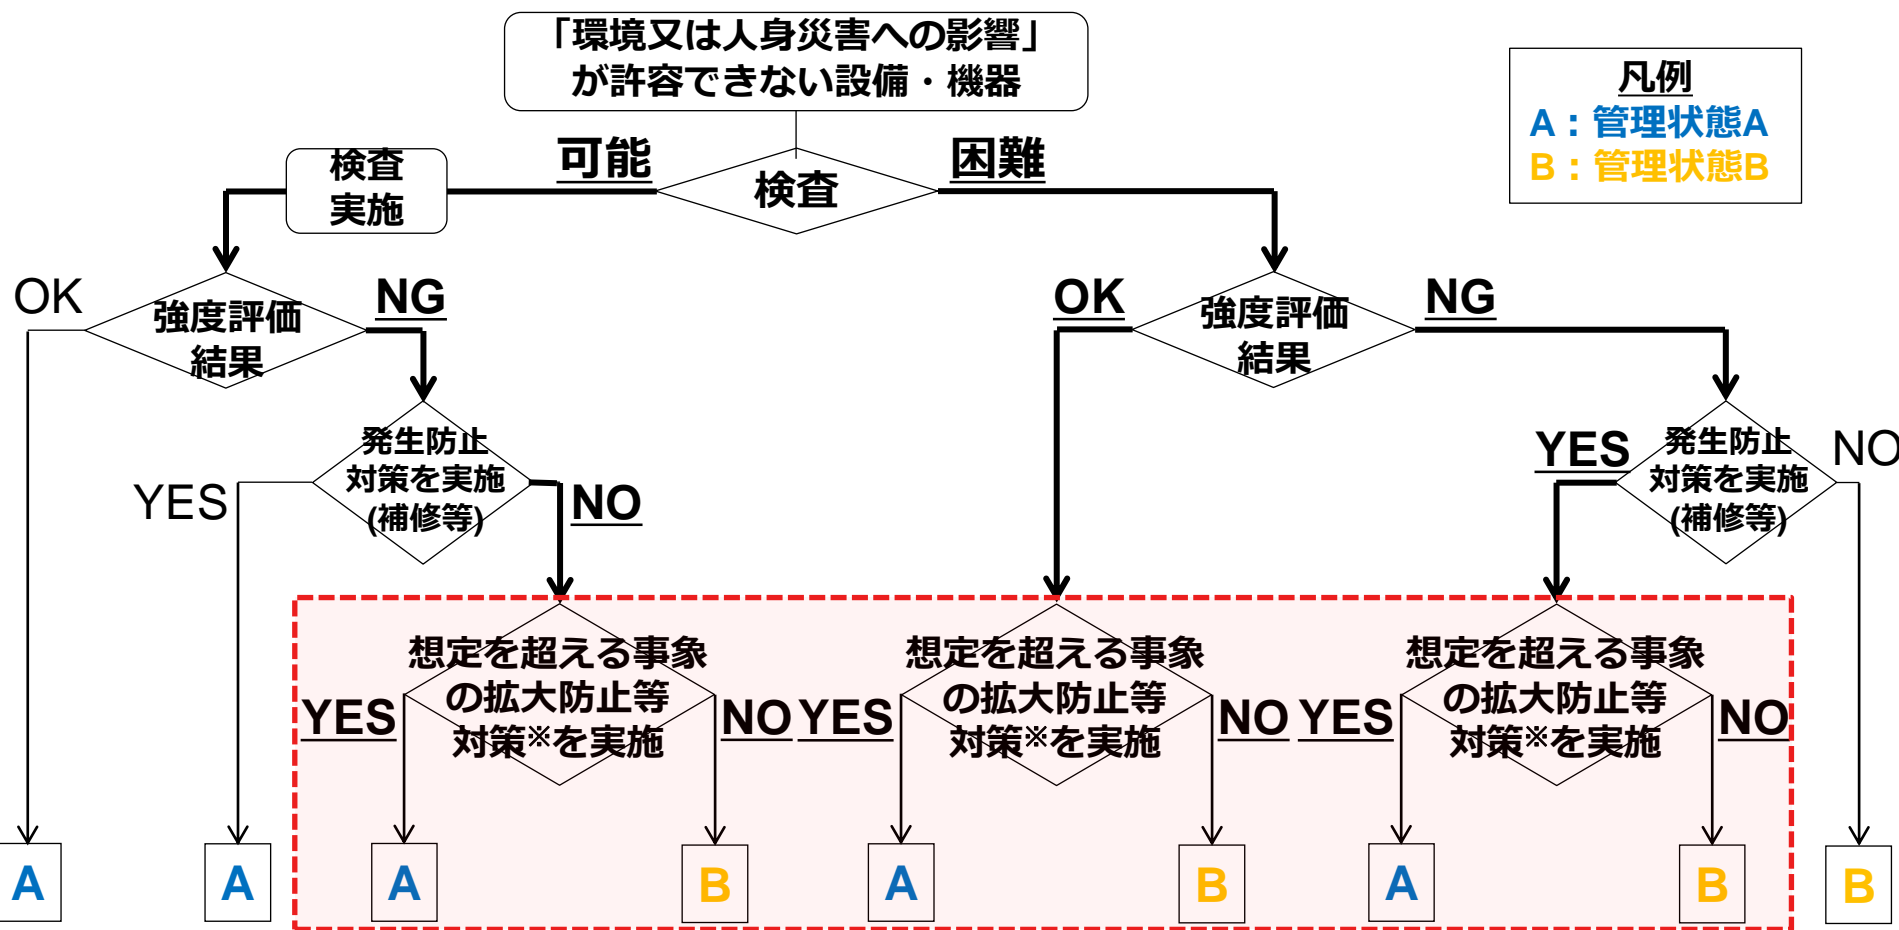 「環境又は人身災害への影響」
が許容できない設備・機器
凡例
A：管理状態A
B：管理状態B
検査
実施
可能
検査
困難
OK
強度評価
結果
NG
OK
強度評価
結果
NG
YES
発生防止
対策を実施
(補修等)
NO
YES
発生防止
対策を実施
(補修等)
NO
YES
想定を超える事象
の拡大防止等
対策※を実施
NO
YES
想定を超える事象
の拡大防止等
対策※を実施
NO
YES
想定を超える事象
の拡大防止等
対策※を実施
NO
A
A
A
B
A
B
A
B
B